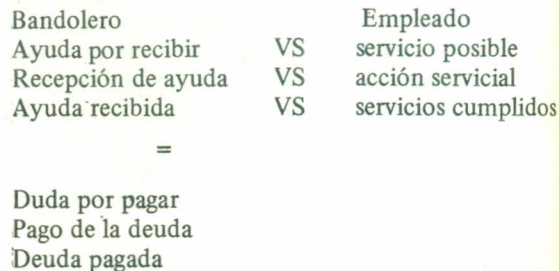 Bandolero Empleado
Ayuda por recibir VS servicio posible
Recepción de ayuda VS acción servicial
Ayuda recibida VS servicios cumplidos
=
Duda por pagar
Pago de la deuda
Deuda pagada